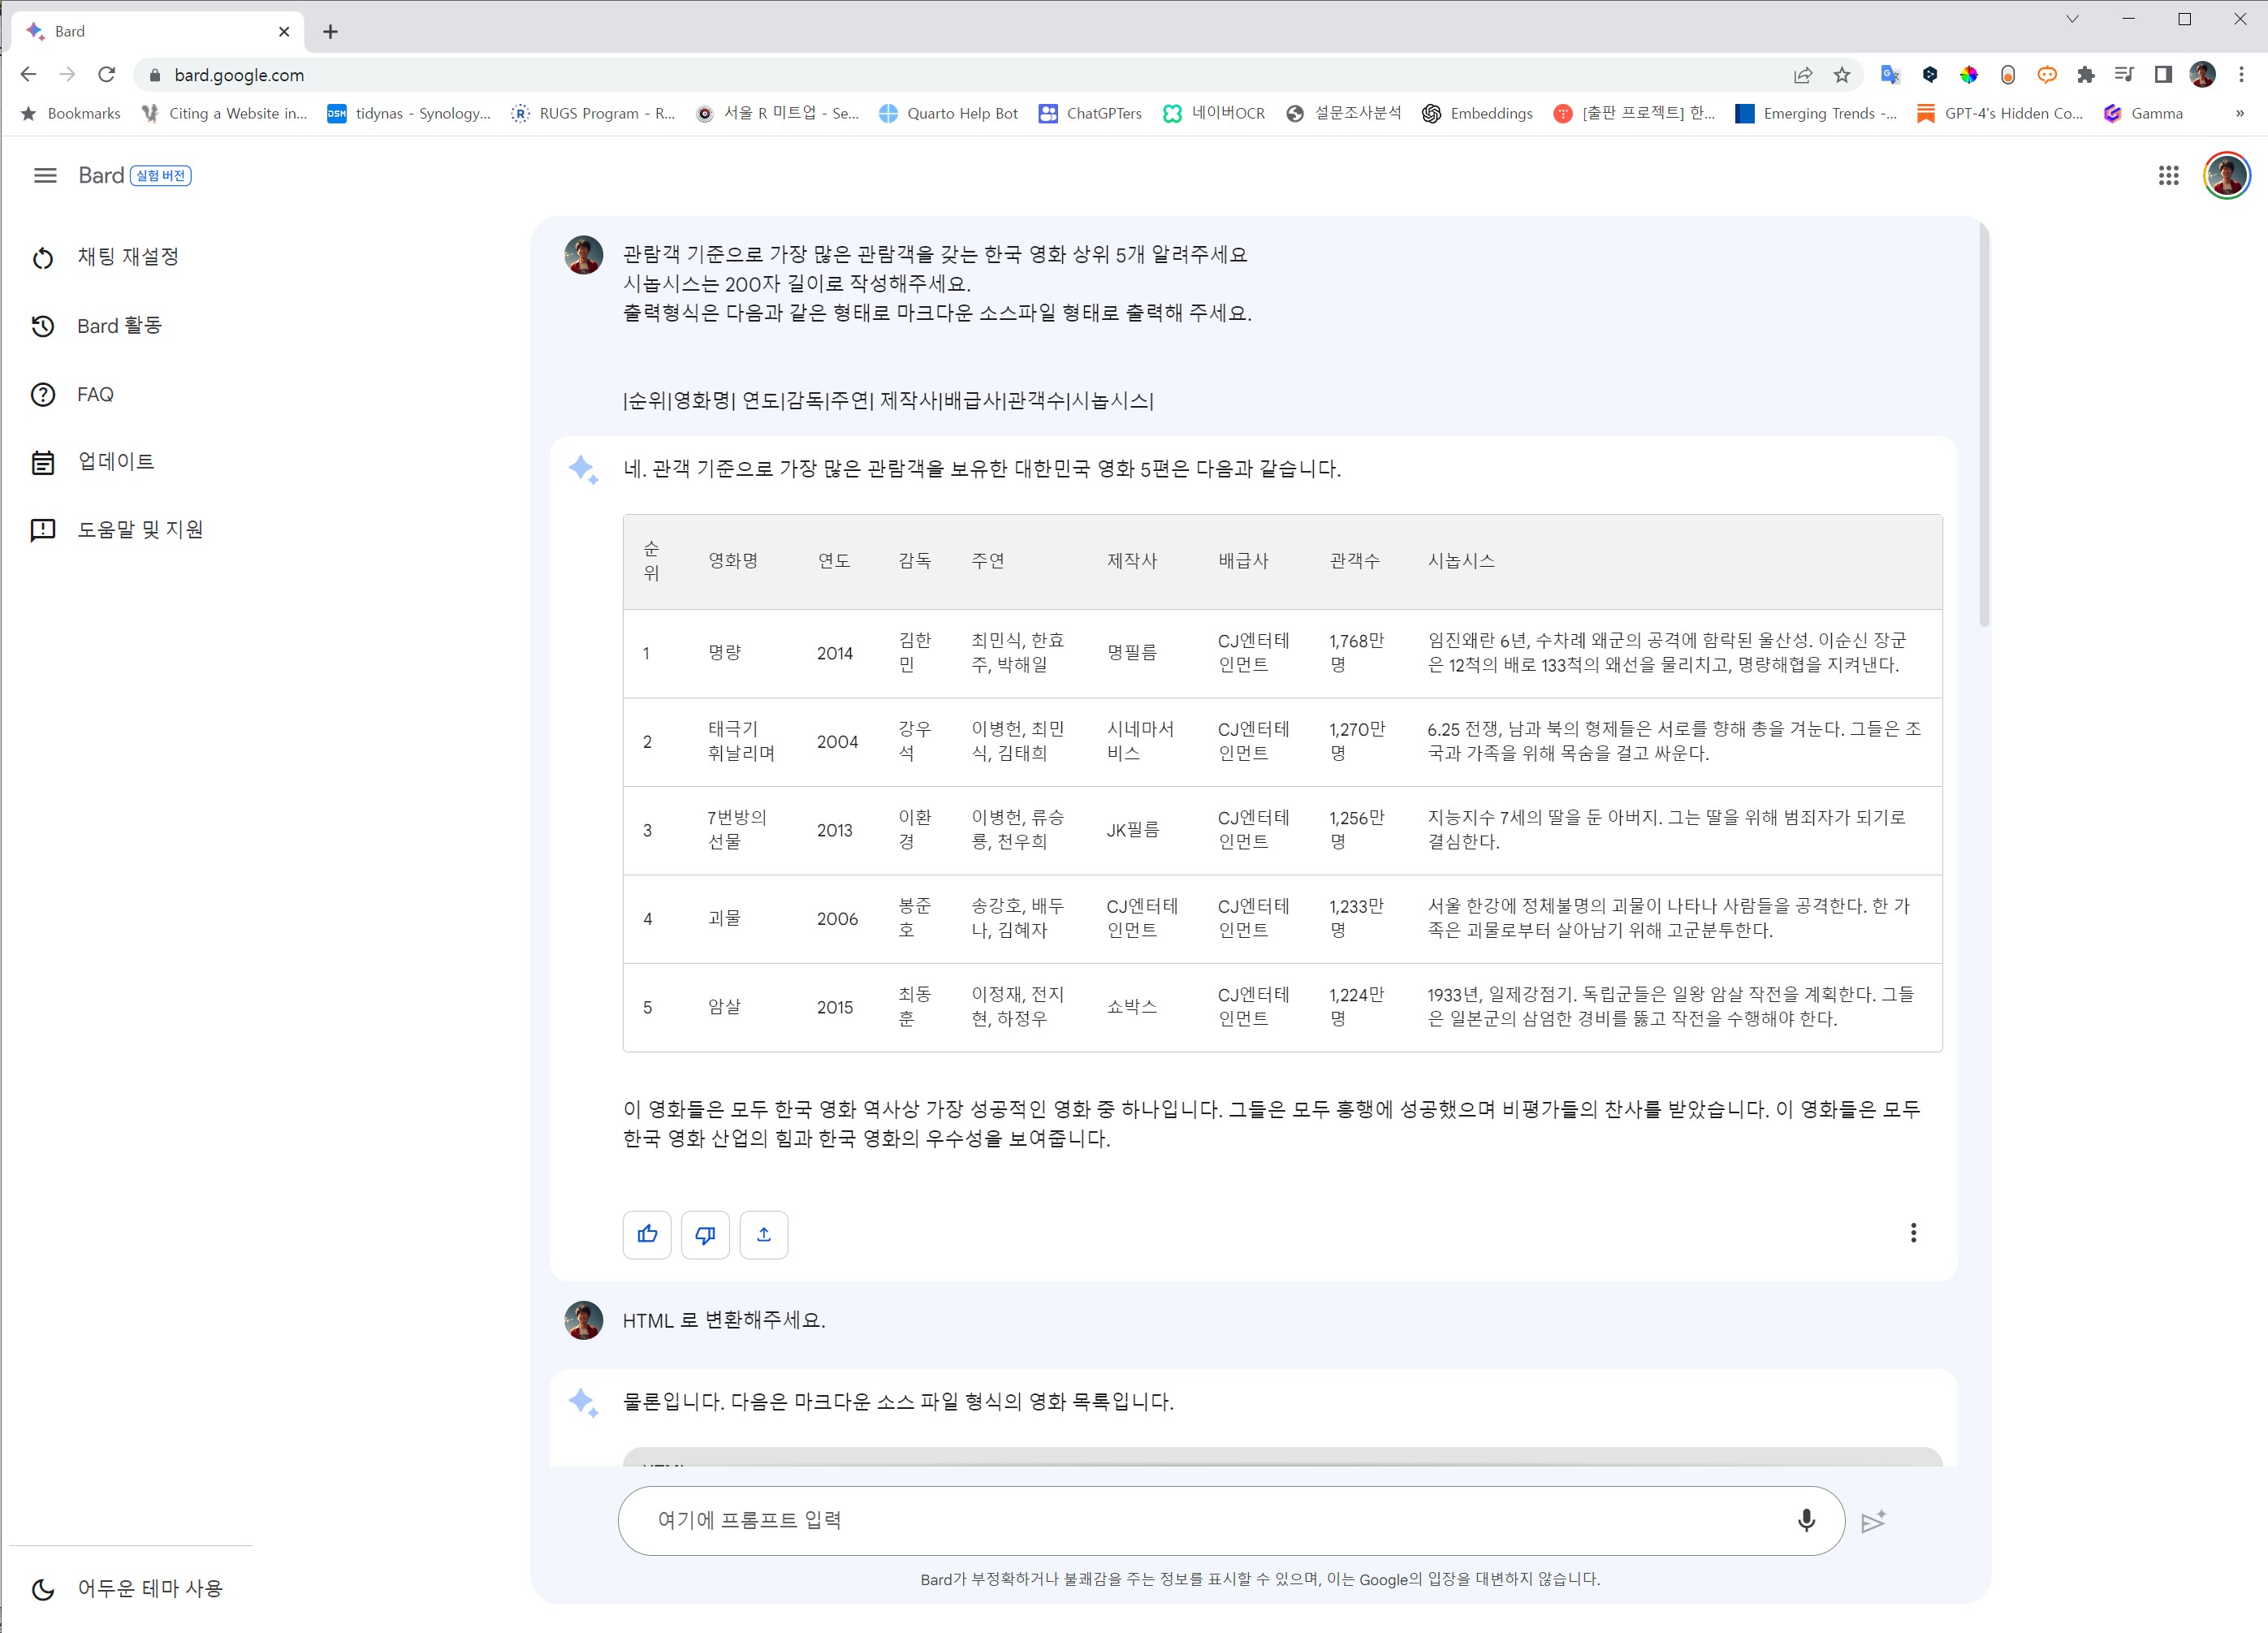 Bard
bard.google.com
Bookmarks
Citing a Website in...
DSM
tidynas - Synology...
RUGS Program - R...
서울 R 미트업 - Se...
Quarto Help Bot
ChatGPTers
네이버OCR
설문조사분석
Embeddings
[출판 프로젝트] 한...
Emerging Trends -...
GPT-4's Hidden Co...
Gamma
»
Bard 실험 버전
채팅 재설정
Bard 활동
FAQ
업데이트
도움말 및 지원
관람객 기준으로 가장 많은 관람객을 갖는 한국 영화 상위 5개 알려주세요
시놉시스는 200자 길이로 작성해주세요.
출력형식은 다음과 같은 형태로 마크다운 소스파일 형태로 출력해 주세요.
|순위|영화명| 연도|감독|주연| 제작사|배급사|관객수|시놉시스|
네. 관객 기준으로 가장 많은 관람객을 보유한 대한민국 영화 5편은 다음과 같습니다.
순위 영화명 연도 감독 주연 제작사 배급사 관객수 시놉시스
1 명량 2014 김한민 최민식, 한효주, 박해일 명필름 CJ엔터테인먼트 1,768만명 임진왜란 6년, 수차례 왜군의 공격에 함락된 울산성. 이순신 장군은 12척의 배로 133척의 왜선을 물리치고, 명량해협을 지켜낸다.
2 태극기 휘날리며 2004 강우석 이병헌, 최민식, 김태희 시네마서비스 CJ엔터테인먼트 1,270만명 6.25 전쟁, 남과 북의 형제들은 서로를 향해 총을 겨눈다. 그들은 조국과 가족을 위해 목숨을 걸고 싸운다.
3 7번방의 선물 2013 이환경 이병헌, 류승룡, 천우희 JK필름 CJ엔터테인먼트 1,256만명 지능지수 7세의 딸을 둔 아버지. 그는 딸을 위해 범죄자가 되기로 결심한다.
4 괴물 2006 봉준호 송강호, 배두나, 김혜자 CJ엔터테인먼트 CJ엔터테인먼트 1,233만명 서울 한강에 정체불명의 괴물이 나타나 사람들을 공격한다. 한 가족은 괴물로부터 살아남기 위해 고군분투한다.
5 암살 2015 최동훈 이정재, 전지현, 하정우 쇼박스 CJ엔터테인먼트 1,224만명 1933년, 일제강점기. 독립군들은 일왕 암살 작전을 계획한다. 그들은 일본군의 삼엄한 경비를 뚫고 작전을 수행해야 한다.
이 영화들은 모두 한국 영화 역사상 가장 성공적인 영화 중 하나입니다. 그들은 모두 흥행에 성공했으며 비평가들의 찬사를 받았습니다. 이 영화들은 모두
한국 영화 산업의 힘과 한국 영화의 우수성을 보여줍니다.
HTML 로 변환해주세요.
물론입니다. 다음은 마크다운 소스 파일 형식의 영화 목록입니다.
여기에 프롬프트 입력
Bard가 부정확하거나 불쾌감을 주는 정보를 표시할 수 있으며, 이는 Google의 입장을 대변하지 않습니다.
어두운 테마 사용